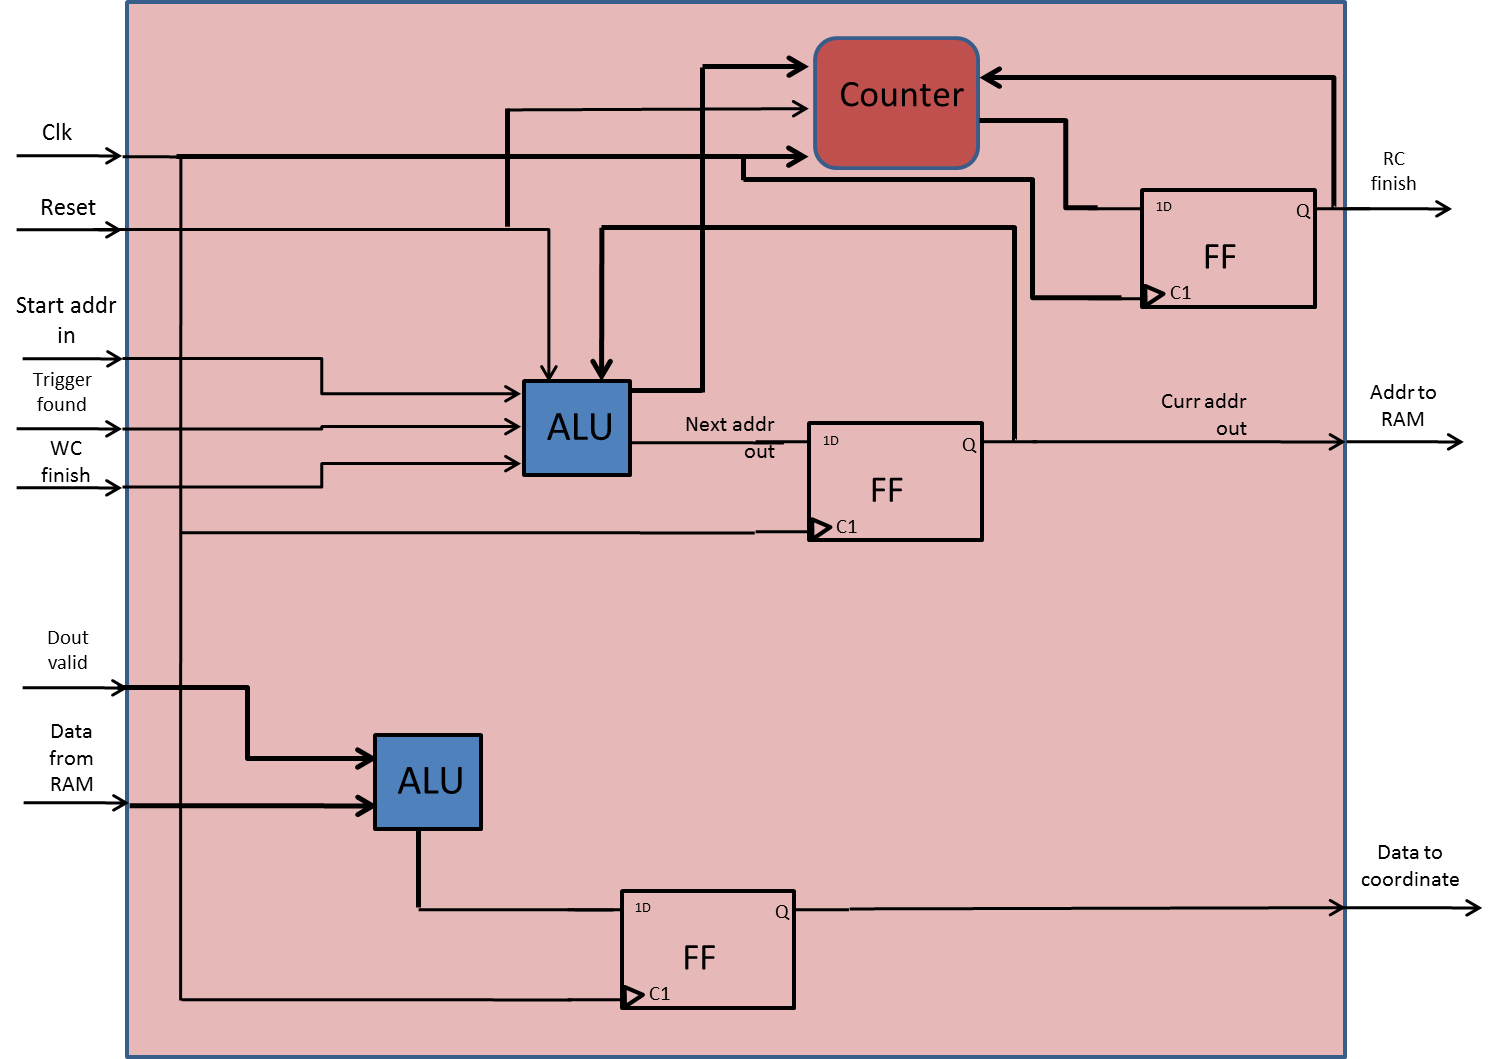 Counter
Clk
RC
finish
Reset
1D
Q
FF
C1
Start addr
in
Trigger
found
WC
finish
ALU
Next addr
out
1D
Q
FF
C1
Curr addr
out
Addr to
RAM
Dout
valid
Data
from
RAM
ALU
Data to
coordinate
1D
Q
FF
C1